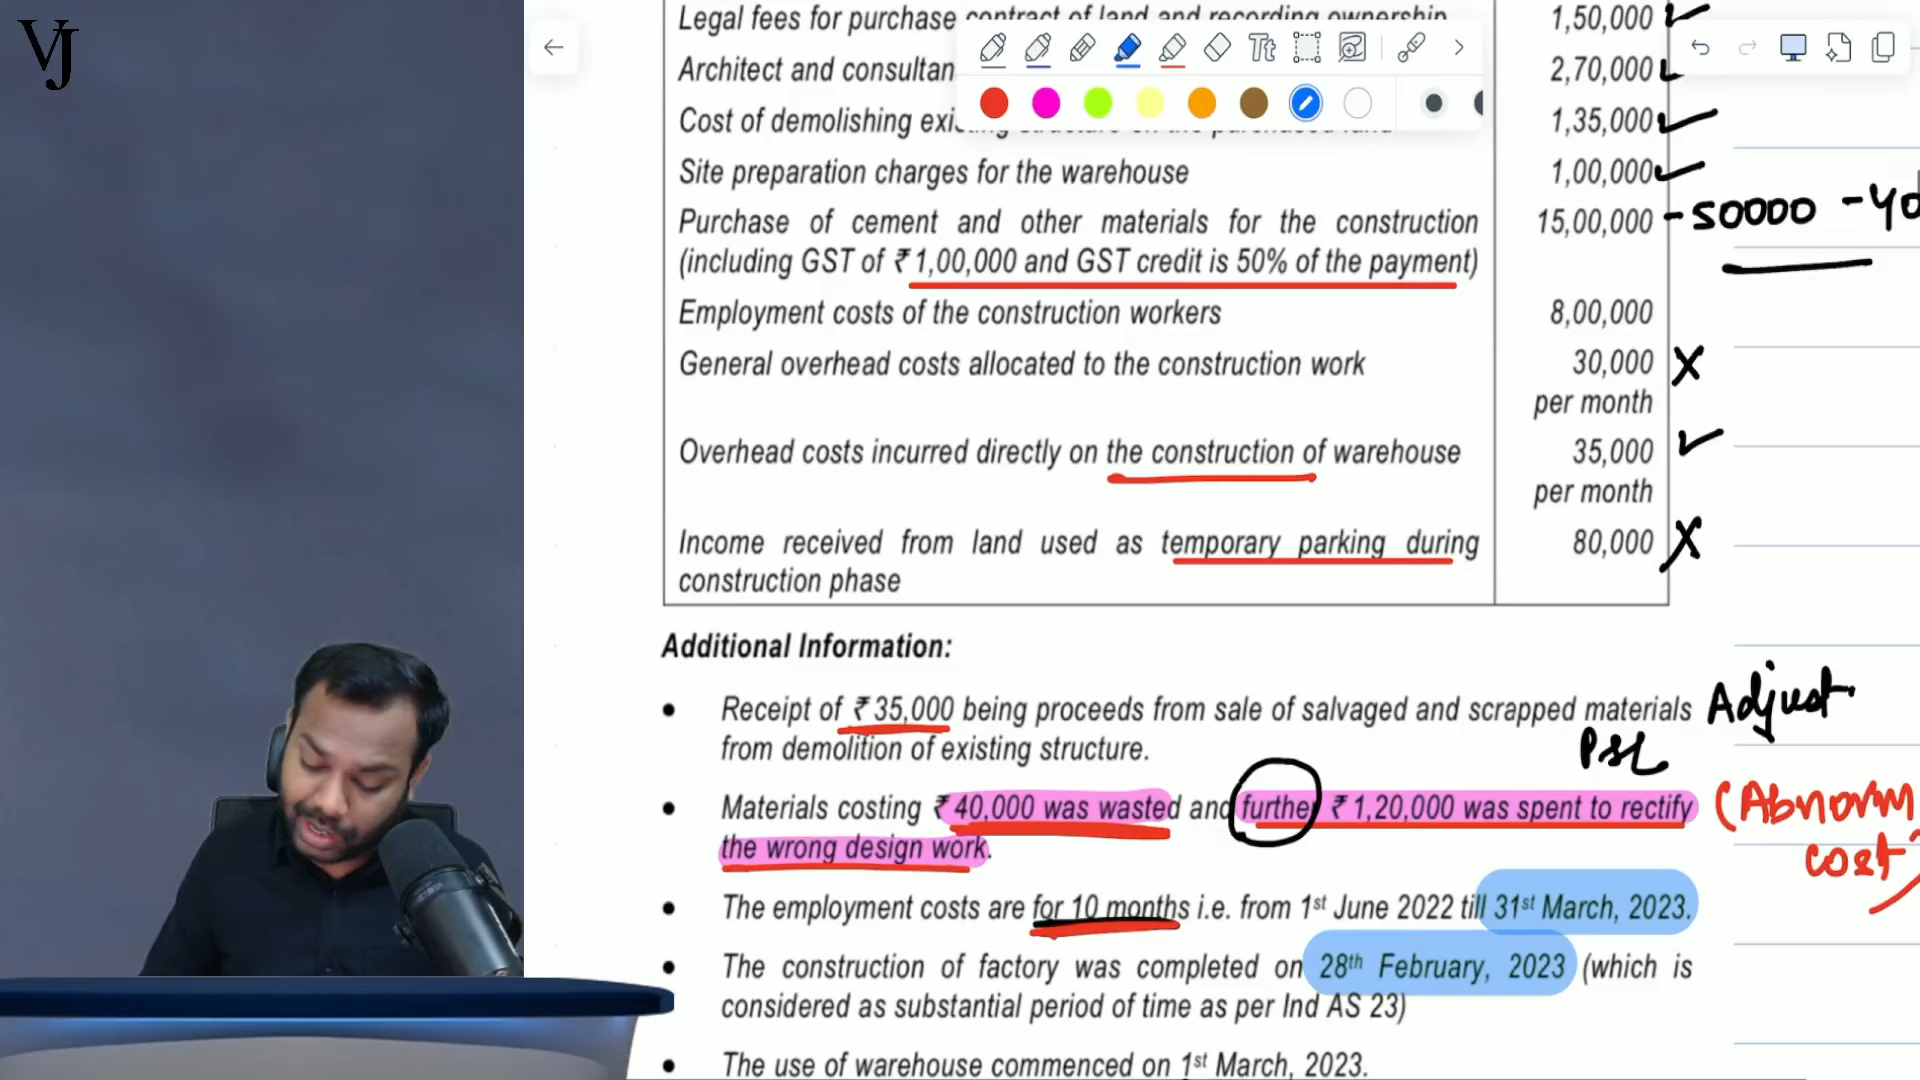 VJ
Legal fees for purchase contract of land and recording ownership 1,50,000
Tt
Architect and consultan 2,70,000
Cost of demolishing existing structure on the purchased land 1,35,000
Site preparation charges for the warehouse 1,00,000
Purchase of cement and other materials for the construction 15,00,000 - 50000 - 40
(including GST of ₹ 1,00,000 and GST credit is 50% of the payment)
Employment costs of the construction workers 8,00,000
General overhead costs allocated to the construction work 30,000
per month
Overhead costs incurred directly on the construction of warehouse 35,000
per month
Income received from land used as temporary parking during 80,000
construction phase
Additional Information:
• Receipt of ₹ 35,000 being proceeds from sale of salvaged and scrapped materials Adjust
from demolition of existing structure. P&L
• Materials costing ₹ 40,000 was wasted and further ₹ 1,20,000 was spent to rectify (Abnorm
the wrong design work. cost)
• The employment costs are for 10 months i.e. from 1st June 2022 till 31st March, 2023.
• The construction of factory was completed on 28th February, 2023 (which is
considered as substantial period of time as per Ind AS 23)
• The use of warehouse commenced on 1st March, 2023.